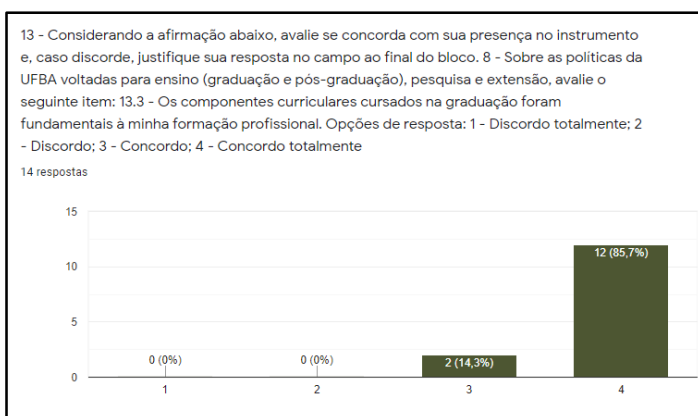 13 - Considerando a afirmação abaixo, avalie se concorda com sua presença no instrumento
e, caso discorde, justifique sua resposta no campo ao final do bloco. 8 - Sobre as políticas da
UFBA voltadas para ensino (graduação e pós-graduação), pesquisa e extensão, avalie o
seguinte item: 13.3 - Os componentes curriculares cursados na graduação foram
fundamentais à minha formação profissional. Opções de resposta: 1 - Discordo totalmente; 2
- Discordo; 3 - Concordo; 4 - Concordo totalmente
14 respostas
15
10
5
0
0 (0%)
0 (0%)
2 (14,3%)
12 (85,7%)
1
2
3
4